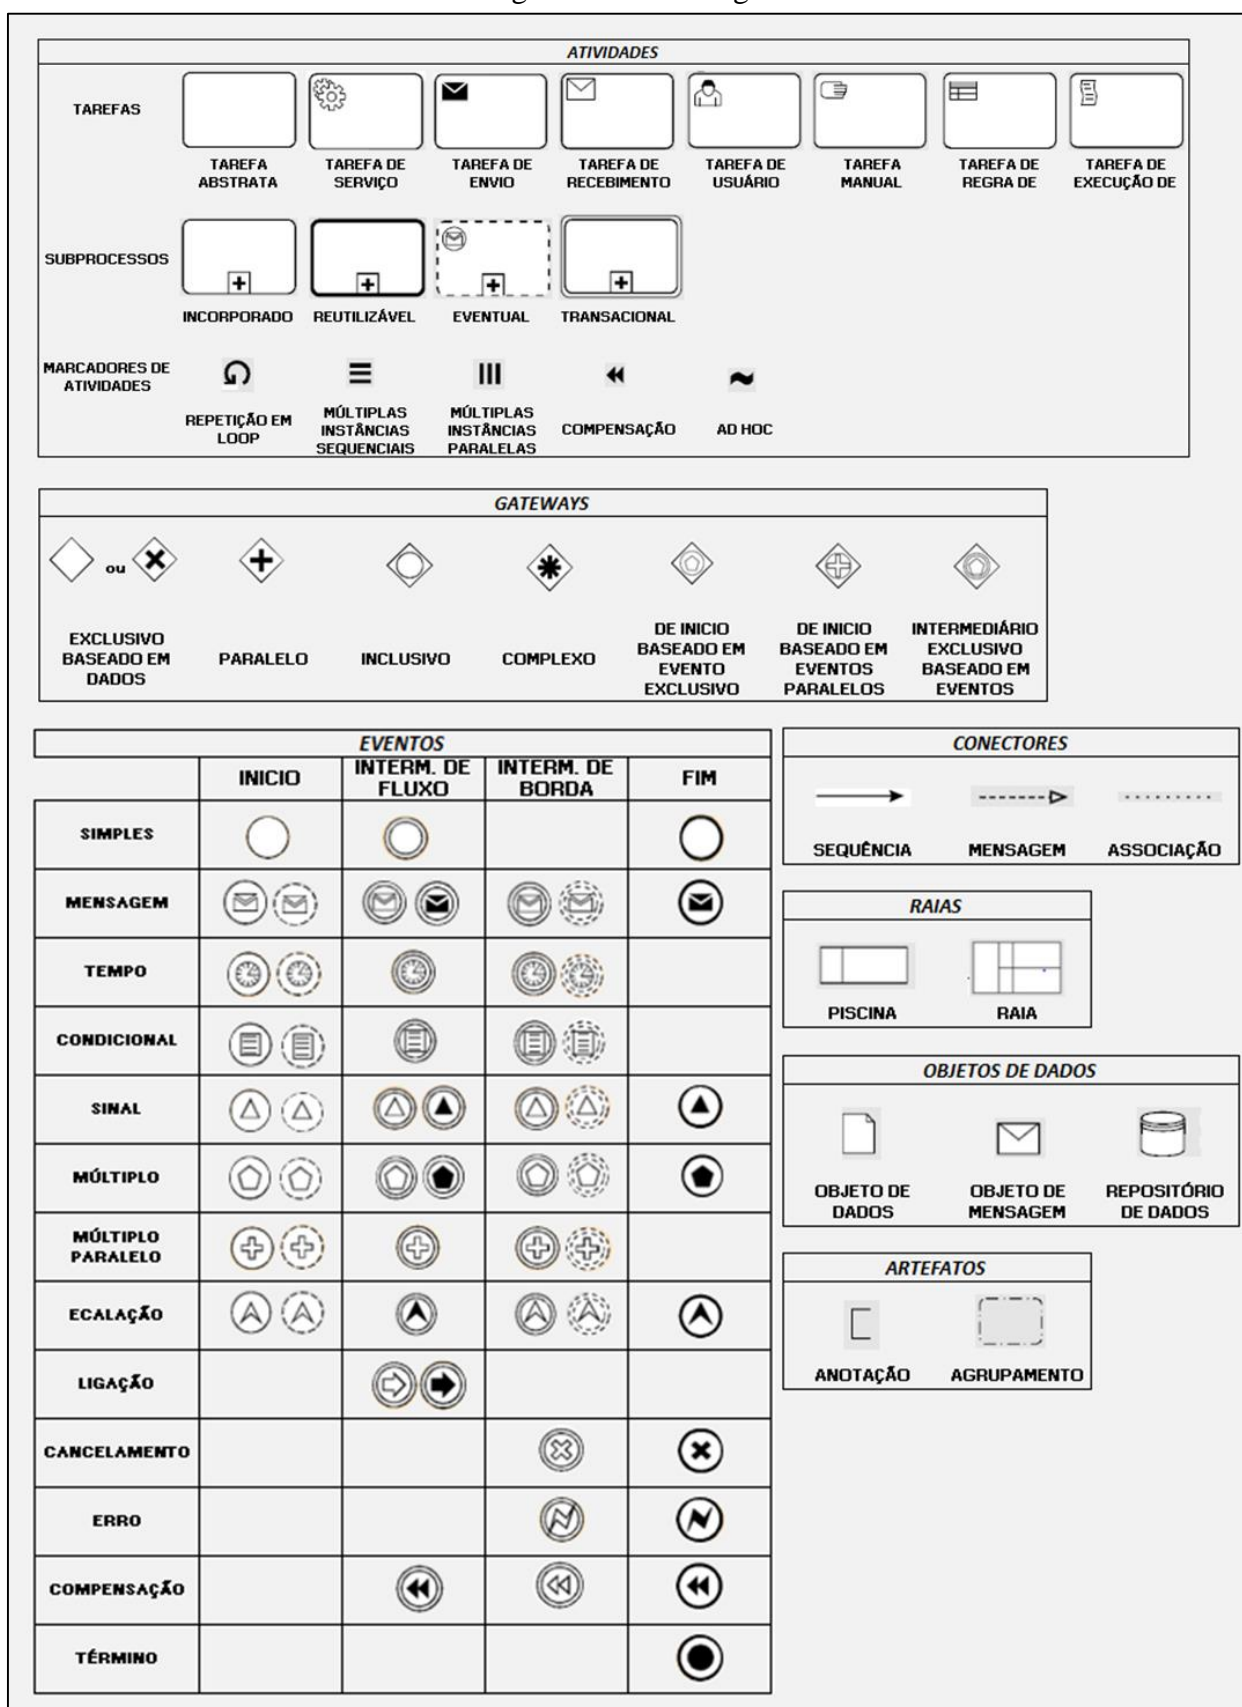 ATIVIDADES
TAREFAS
TAREFA ABSTRATA
TAREFA DE SERVIÇO
TAREFA DE ENVIO
TAREFA DE RECEBIMENTO
TAREFA DE USUÁRIO
TAREFA MANUAL
TAREFA DE REGRA DE
TAREFA DE EXECUÇÃO DE
SUBPROCESSOS
INCORPORADO
REUTILIZÁVEL
EVENTUAL
TRANSACIONAL
MARCADORES DE ATIVIDADES
REPETIÇÃO EM LOOP
MÚLTIPLAS INSTÂNCIAS SEQUENCIAIS
MÚLTIPLAS INSTÂNCIAS PARALELAS
COMPENSAÇÃO
AD HOC
GATEWAYS
ou
EXCLUSIVO BASEADO EM DADOS
PARALELO
INCLUSIVO
COMPLEXO
DE INICIO BASEADO EM EVENTO EXCLUSIVO
DE INICIO BASEADO EM EVENTOS PARALELOS
INTERMEDIÁRIO EXCLUSIVO BASEADO EM EVENTOS
EVENTOS
INICIO
INTERM. DE FLUXO
INTERM. DE BORDA
FIM
SIMPLES
MENSAGEM
TEMPO
CONDICIONAL
SINAL
MÚLTIPLO
MÚLTIPLO PARALELO
ECALAÇÃO
LIGAÇÃO
CANCELAMENTO
ERRO
COMPENSAÇÃO
TÉRMINO
CONECTORES
SEQUÊNCIA
MENSAGEM
ASSOCIAÇÃO
RAIAS
PISCINA
RAIA
OBJETOS DE DADOS
OBJETO DE DADOS
OBJETO DE MENSAGEM
REPOSITÓRIO DE DADOS
ARTEFATOS
ANOTAÇÃO
AGRUPAMENTO